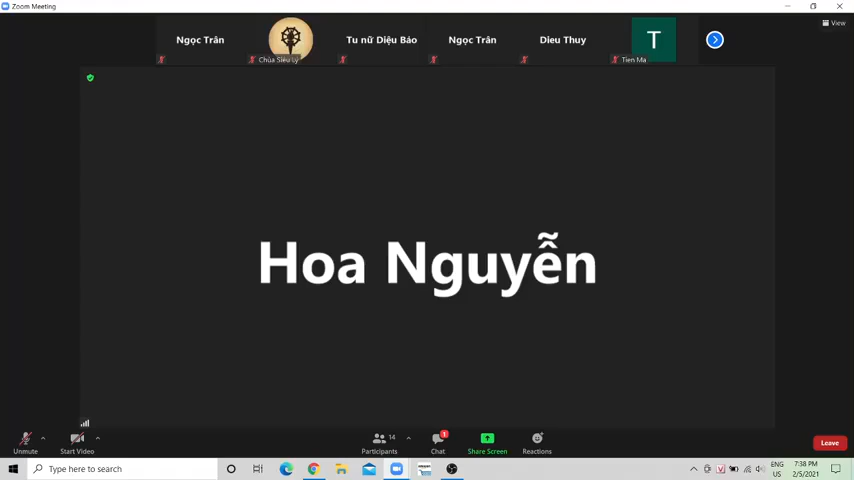 Zoom Meeting
View
Ngọc Trân
Chùa Siêu Lý
Tu nữ Diệu Bảo
Ngọc Trân
Dieu Thuy
T
Tien Ma
Hoa Nguyễn
Unmute
Start Video
14
Participants
1
Chat
Share Screen
Reactions
Leave
Type here to search
ENG
US
7:38 PM
2/5/2021